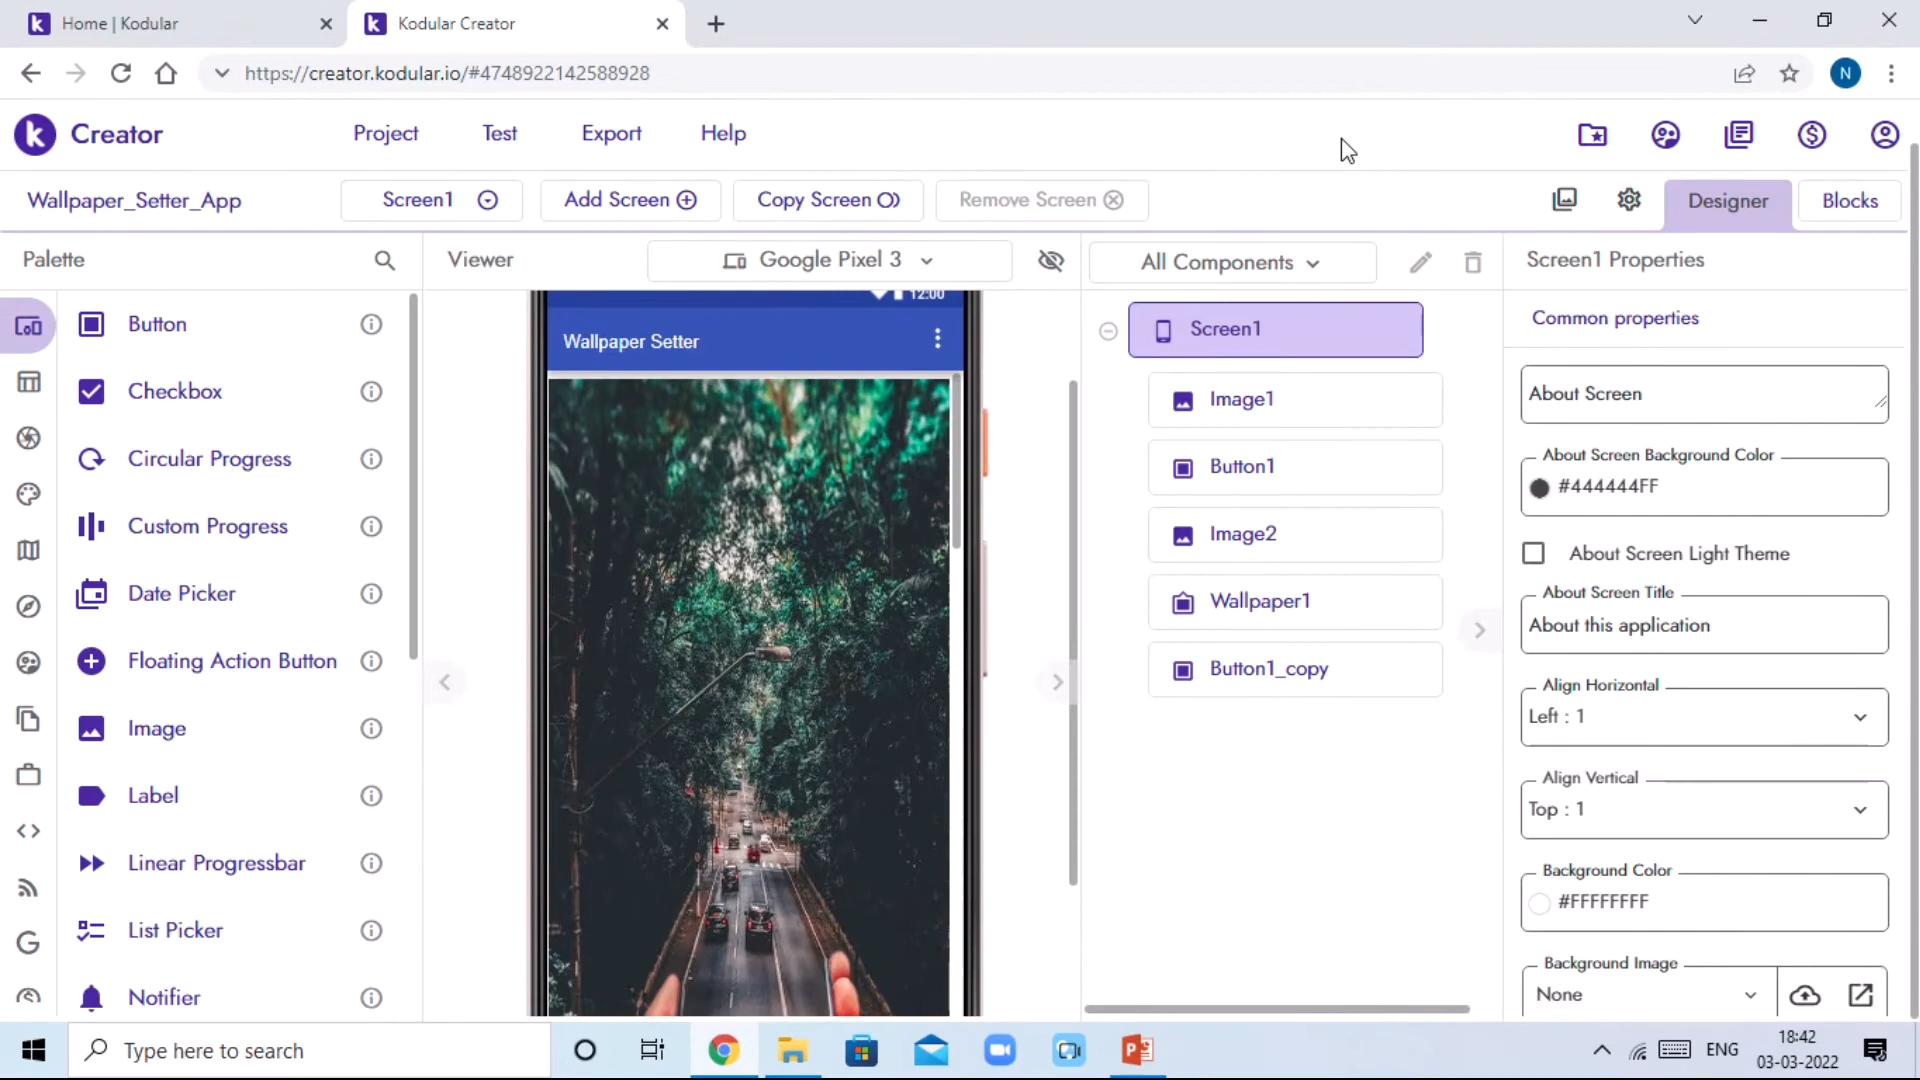 Home | Kodular
Kodular Creator
https://creator.kodular.io/#4748922142588928
N
k Creator
Project
Test
Export
Help
Wallpaper_Setter_App
Screen1
Add Screen
Copy Screen
Remove Screen
Designer
Blocks
Palette
Viewer
Google Pixel 3
All Components
Screen1 Properties
Button
Checkbox
Circular Progress
Custom Progress
Date Picker
Floating Action Button
Image
Label
Linear Progressbar
List Picker
Notifier
12:00
Wallpaper Setter
Screen1
Image1
Button1
Image2
Wallpaper1
Button1_copy
Common properties
About Screen
About Screen Background Color
#444444FF
About Screen Light Theme
About Screen Title
About this application
Align Horizontal
Left : 1
Align Vertical
Top : 1
Background Color
#FFFFFFFF
Background Image
None
Type here to search
ENG
18:42
03-03-2022